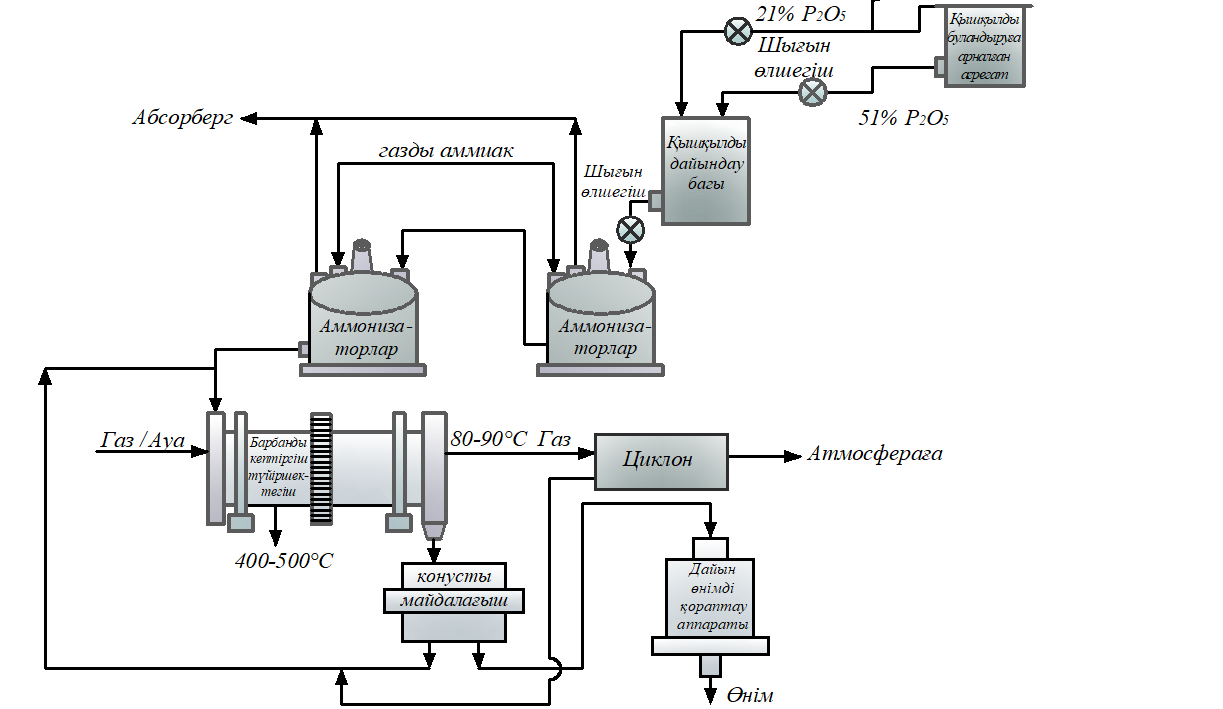 21% P₂O₅
Қышқылды
буландыруға
арналған
агрегат
Шығын
өлшегіш
51% P₂O₅
Абсорберг
газды аммиак
Шығын
өлшегіш
Қышқылды
дайындау
бағы
Аммониза-
торлар
Аммониза-
торлар
Газ /Ауа
Барбанды
кептіргіш
түйіршек-
тегіш
80-90°C Газ
Циклон
Атмосфераға
400-500°C
конусты
майдалағыш
Дайын
өнімді
қораптау
аппараты
Өнім